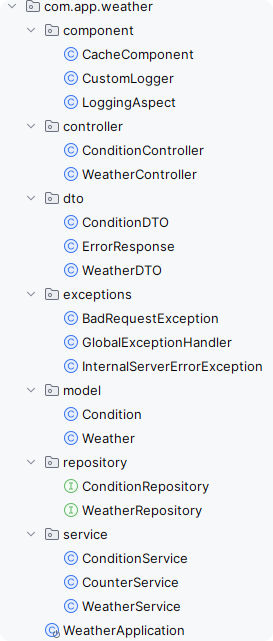 com.app.weather
component
CacheComponent
CustomLogger
LoggingAspect
controller
ConditionController
WeatherController
dto
ConditionDTO
ErrorResponse
WeatherDTO
exceptions
BadRequestException
GlobalExceptionHandler
InternalServerErrorException
model
Condition
Weather
repository
ConditionRepository
WeatherRepository
service
ConditionService
CounterService
WeatherService
WeatherApplication